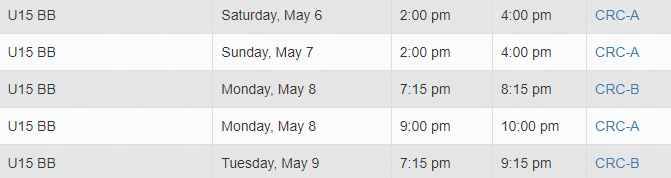 U15 BB Saturday, May 6 2:00 pm 4:00 pm CRC-A
U15 BB Sunday, May 7 2:00 pm 4:00 pm CRC-A
U15 BB Monday, May 8 7:15 pm 8:15 pm CRC-B
U15 BB Monday, May 8 9:00 pm 10:00 pm CRC-A
U15 BB Tuesday, May 9 7:15 pm 9:15 pm CRC-B